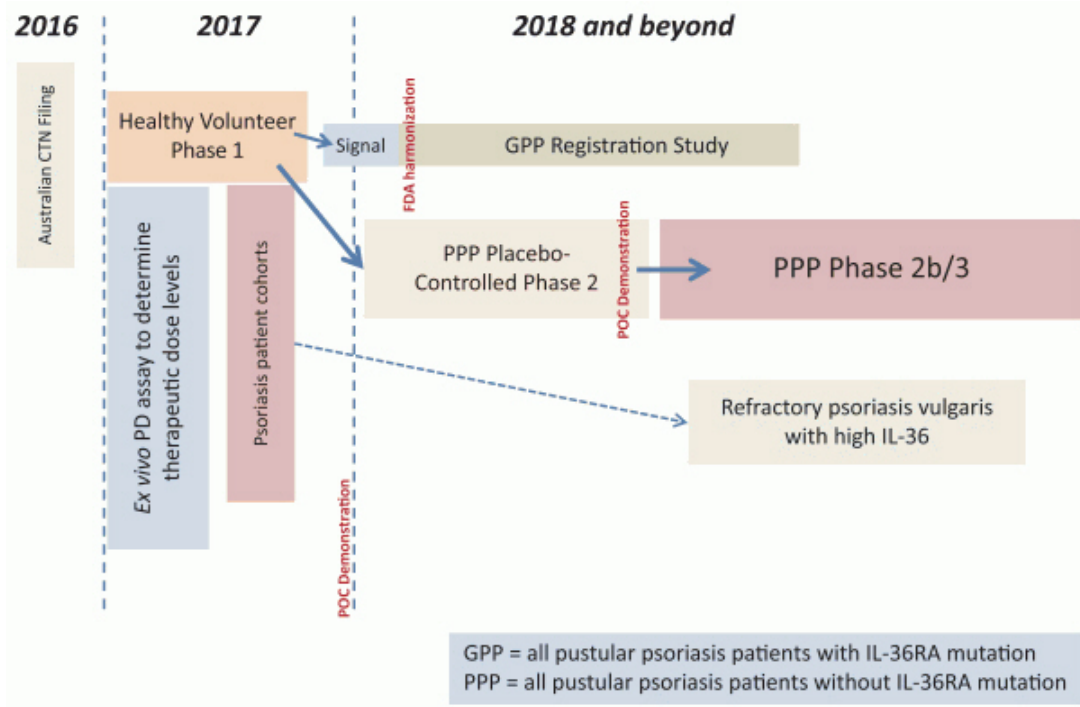 2016
2017
2018 and beyond
Australian CTN Filing
Healthy Volunteer
Phase 1
Signal
FDA harmonization
GPP Registration Study
Ex vivo PD assay to determine
therapeutic dose levels
Psoriasis patient cohorts
PPP Placebo-
Controlled Phase 2
POC Demonstration
PPP Phase 2b/3
Refractory psoriasis vulgaris
with high IL-36
POC Demonstration
GPP = all pustular psoriasis patients with IL-36RA mutation
PPP = all pustular psoriasis patients without IL-36RA mutation